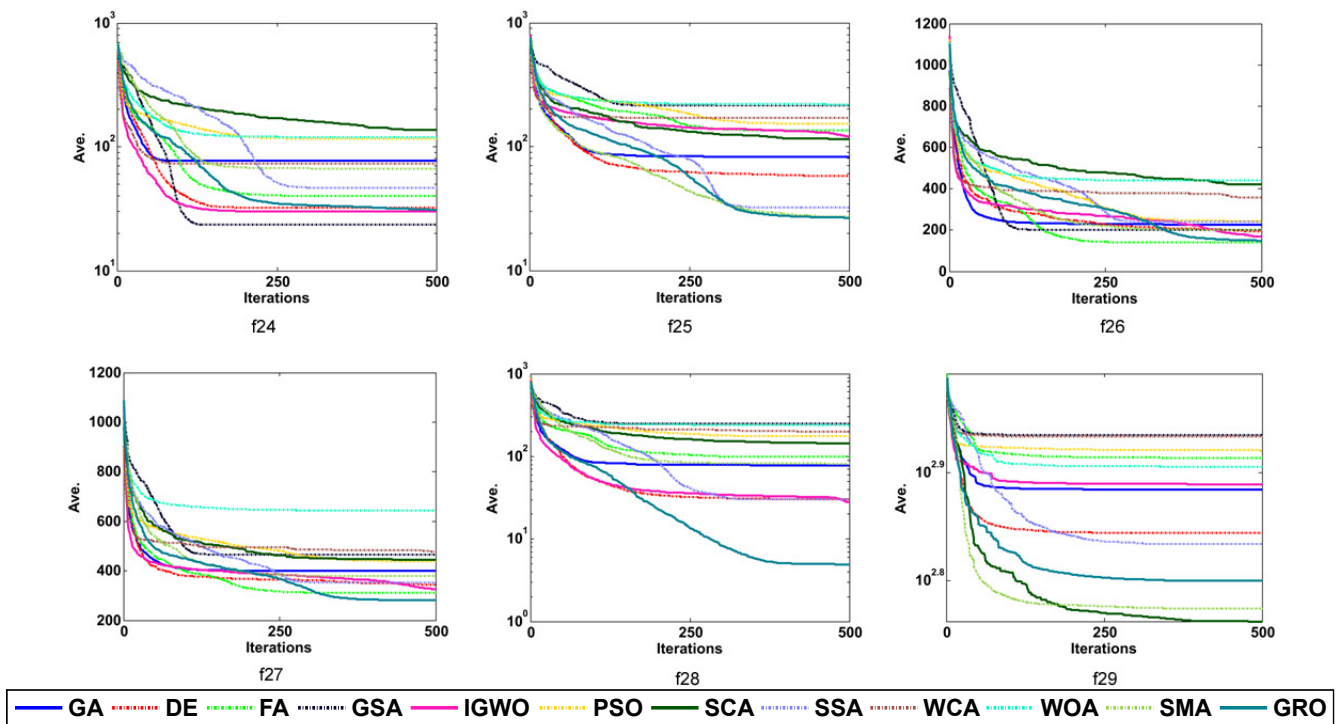 10³
10²
10¹
Ave.
0
250
500
Iterations
f24
10³
10²
10¹
Ave.
0
250
500
Iterations
f25
1200
1000
800
600
400
200
0
Ave.
0
250
500
Iterations
f26
1200
1000
800
600
400
200
Ave.
0
250
500
Iterations
f27
10³
10²
10¹
10⁰
Ave.
0
250
500
Iterations
f28
10^2.9
10^2.8
Ave.
0
250
500
Iterations
f29
GA DE FA GSA IGWO PSO SCA SSA WCA WOA SMA GRO